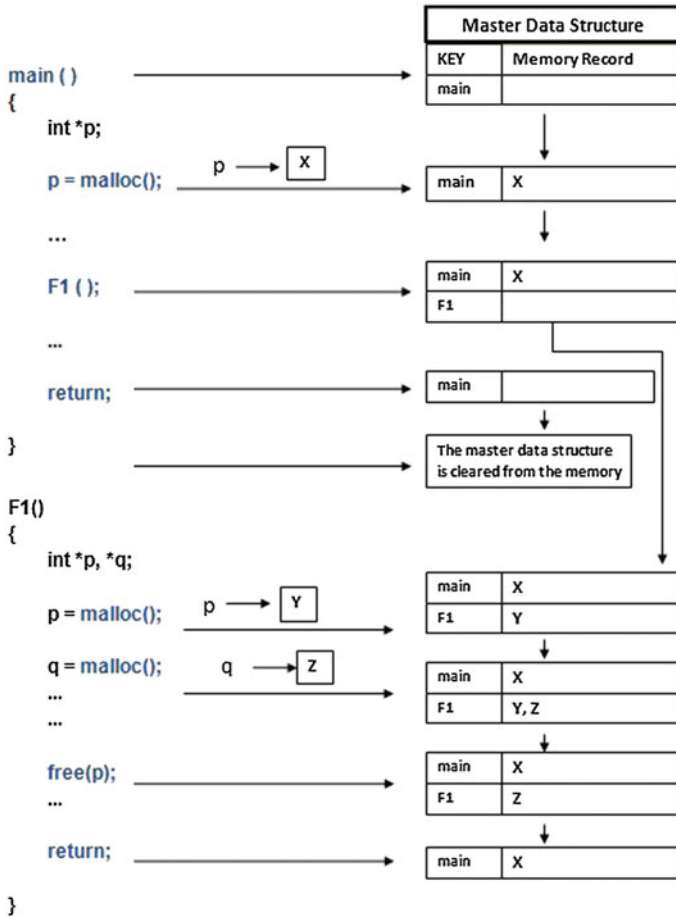 Master Data Structure
KEY Memory Record
main ( )
main
{
int *p;
p X
p = malloc();
main X
...
F1 ( );
main X
F1
...
return;
main
}
The master data structure
is cleared from the memory
F1()
{
int *p, *q;
main X
p = malloc();
p Y
F1 Y
q = malloc();
q Z
main X
...
F1 Y, Z
...
free(p);
main X
...
F1 Z
return;
main X
}